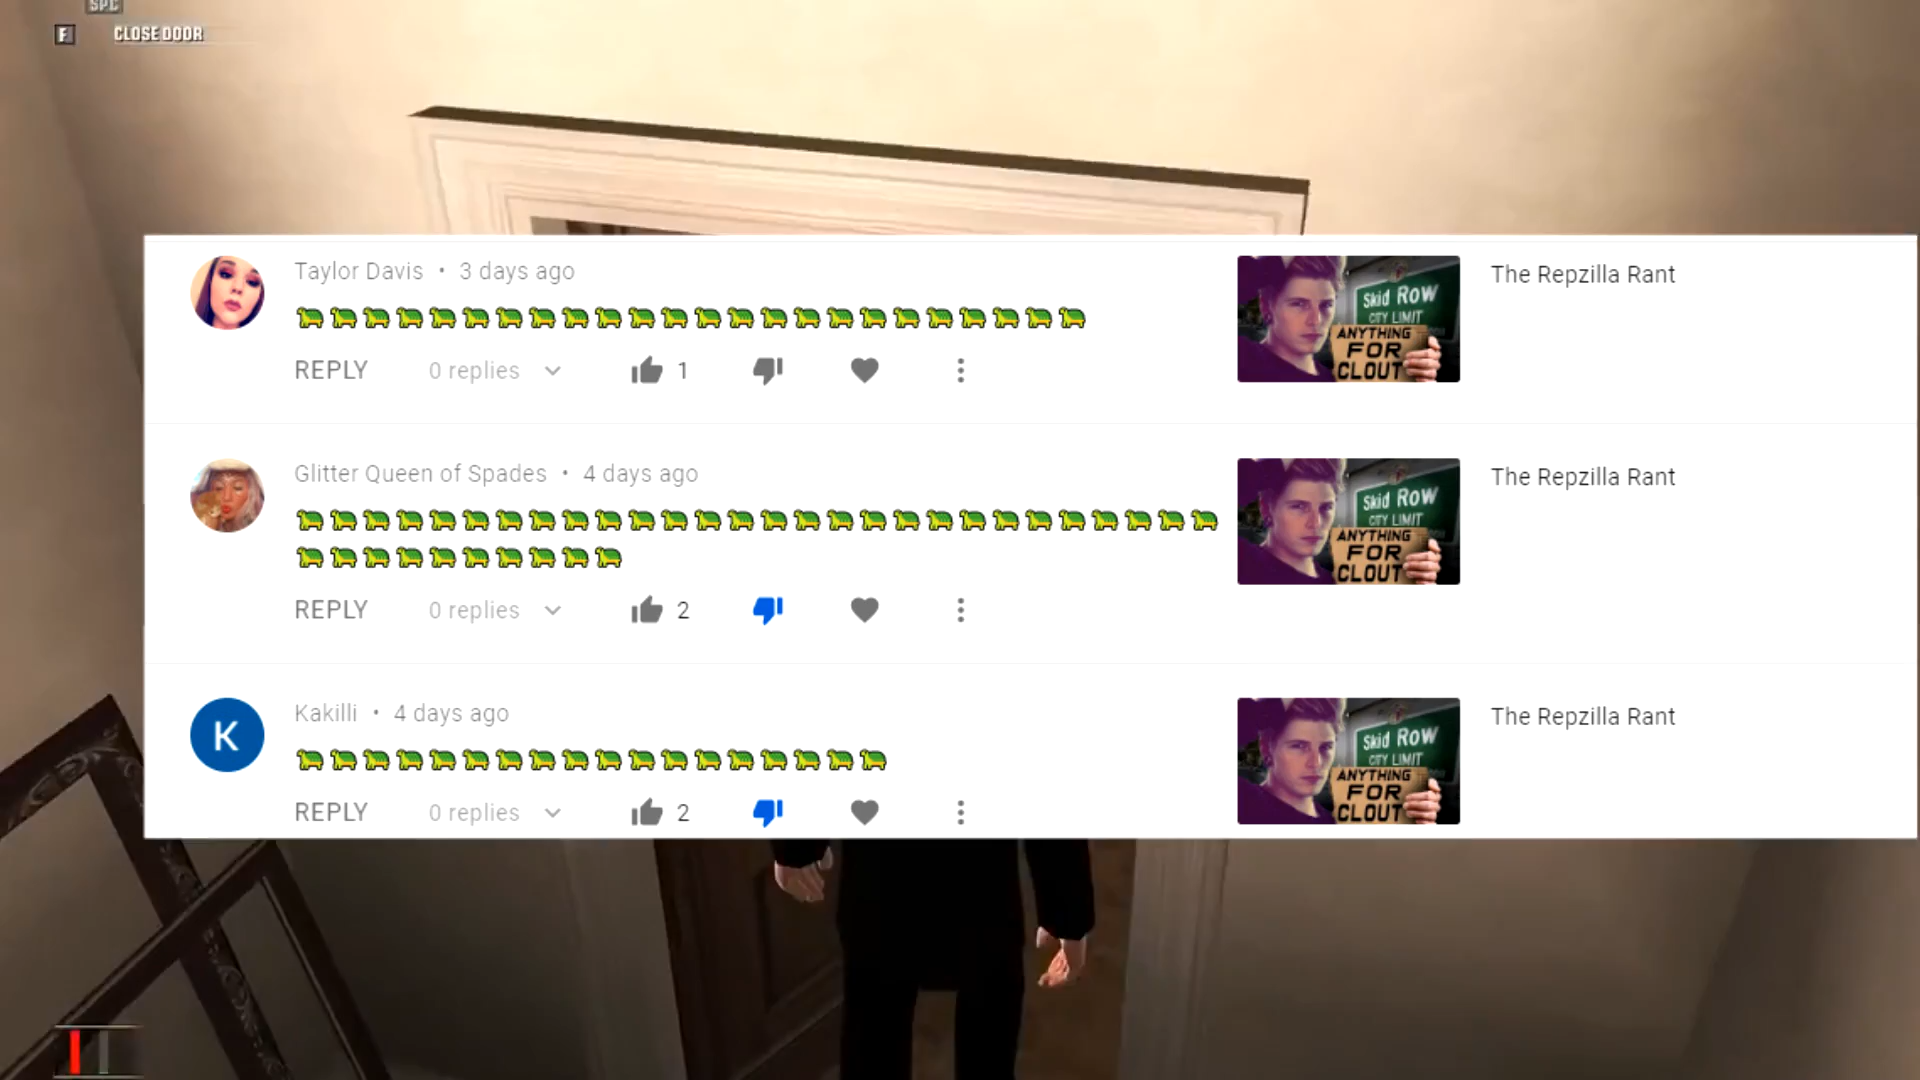 SPC
F CLOSE DOOR
Taylor Davis • 3 days ago
🐢🐢🐢🐢🐢🐢🐢🐢🐢🐢🐢🐢🐢🐢🐢🐢🐢🐢🐢🐢🐢🐢🐢🐢
REPLY 0 replies 1
Skid Row
CITY LIMIT
ANYTHING
FOR
CLOUT
The Repzilla Rant
Glitter Queen of Spades • 4 days ago
🐢🐢🐢🐢🐢🐢🐢🐢🐢🐢🐢🐢🐢🐢🐢🐢🐢🐢🐢🐢🐢🐢🐢🐢🐢🐢🐢🐢
🐢🐢🐢🐢🐢🐢🐢🐢🐢🐢
REPLY 0 replies 2
Skid Row
CITY LIMIT
ANYTHING
FOR
CLOUT
The Repzilla Rant
K
Kakilli • 4 days ago
🐢🐢🐢🐢🐢🐢🐢🐢🐢🐢🐢🐢🐢🐢🐢🐢🐢🐢
REPLY 0 replies 2
Skid Row
CITY LIMIT
ANYTHING
FOR
CLOUT
The Repzilla Rant